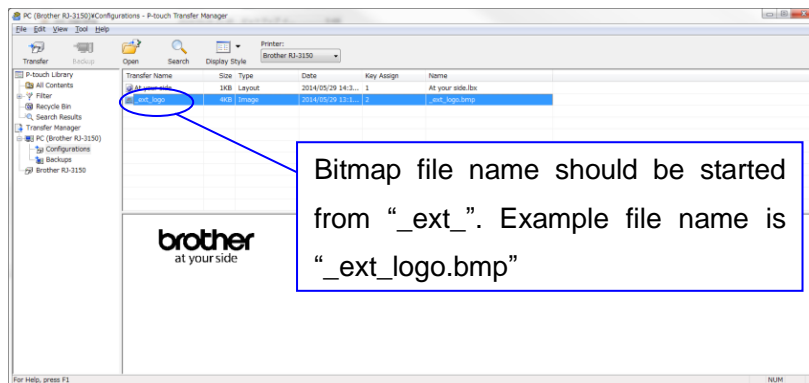 PC (Brother RJ-3150)¥Configurations - P-touch Transfer Manager
File Edit View Tool Help
Transfer Backup Open Search Display Style Printer:
Brother RJ-3150
P-touch Library
All Contents
Filter
Recycle Bin
Search Results
Transfer Manager
PC (Brother RJ-3150)
Configurations
Backups
Brother RJ-3150
Transfer Name Size Type Date Key Assign Name
At your side 1KB Layout 2014/05/29 14:3... 1 At your side.lbx
_ext_logo 4KB Image 2014/05/29 13:1... 2 _ext_logo.bmp
Bitmap file name should be started
from “_ext_”. Example file name is
“_ext_logo.bmp”
brother
at your side
For Help, press F1 NUM